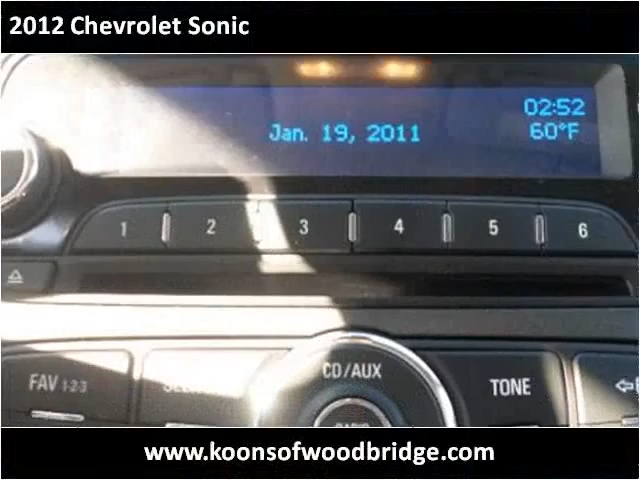 2012 Chevrolet Sonic
02:52
Jan. 19, 2011 60°F
1 2 3 4 5 6
FAV 1-2-3 CD/AUX TONE
www.koonsofwoodbridge.com